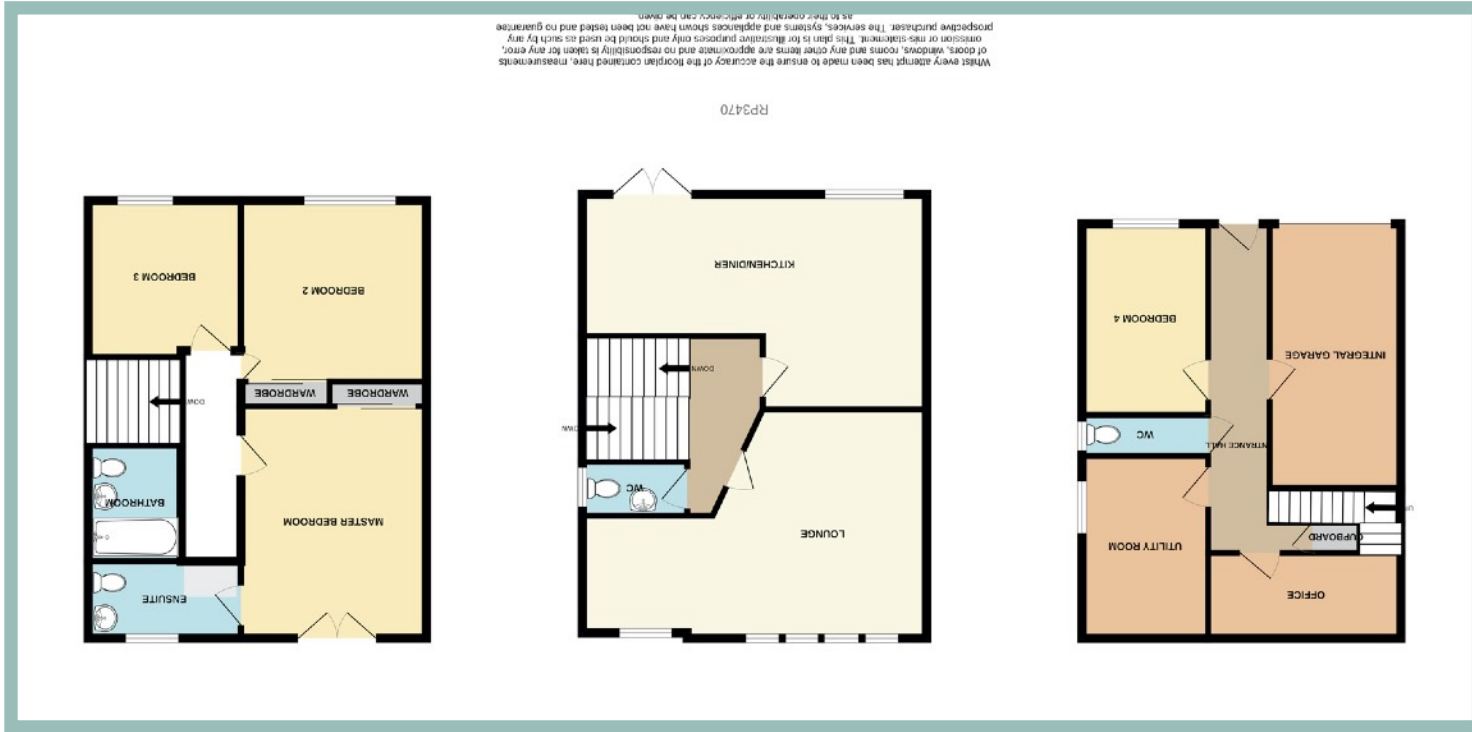 INTEGRAL GARAGE
BEDROOM 4
WC
ENTRANCE HALL
UTILITY ROOM
OFFICE
CUPBOARD
UP
LOUNGE
WC
DOWN
DOWN
KITCHEN/DINER
MASTER BEDROOM
ENSUITE
BATHROOM
DOWN
WARDROBE
WARDROBE
BEDROOM 2
BEDROOM 3
RP3470
Whilst every attempt has been made to ensure the accuracy of the floorplan contained here, measurements
of doors, windows, rooms and any other items are approximate and no responsibility is taken for any error,
omission or mis-statement. This plan is for illustrative purposes only and should be used as such by any
prospective purchaser. The services, systems and appliances shown have not been tested and no guarantee
as to their operability or efficiency can be given